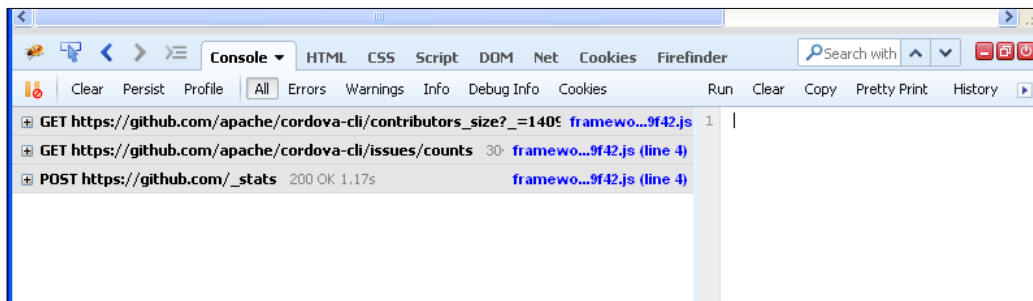 Console HTML CSS Script DOM Net Cookies Firefinder Search with
Clear Persist Profile All Errors Warnings Info Debug Info Cookies Run Clear Copy Pretty Print History
GET https://github.com/apache/cordova-cli/contributors_size?_=1409 framewo...9f42.js 1
GET https://github.com/apache/cordova-cli/issues/counts 30 framewo...9f42.js (line 4)
POST https://github.com/_stats 200 OK 1.17s framewo...9f42.js (line 4)